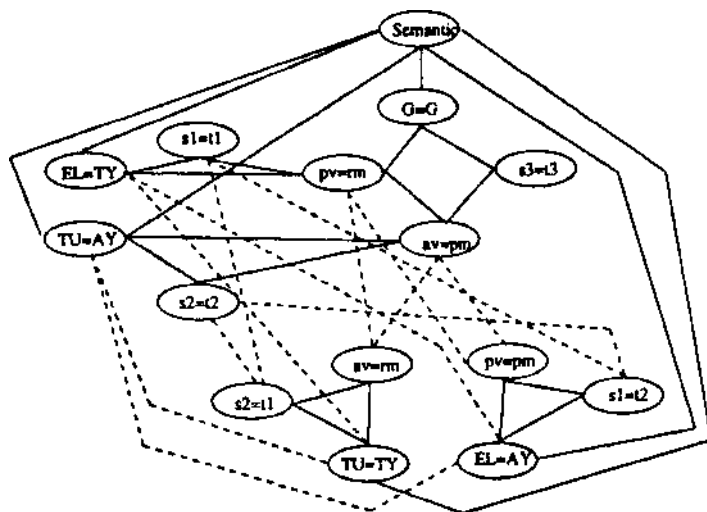 Semantic
G=G
s1=t1
EL=TY
pv=rm
s3=t3
TU=AY
av=pm
s2=t2
av=rm
pv=pm
s2=t1
s1=t2
TU=TY
EL=AY